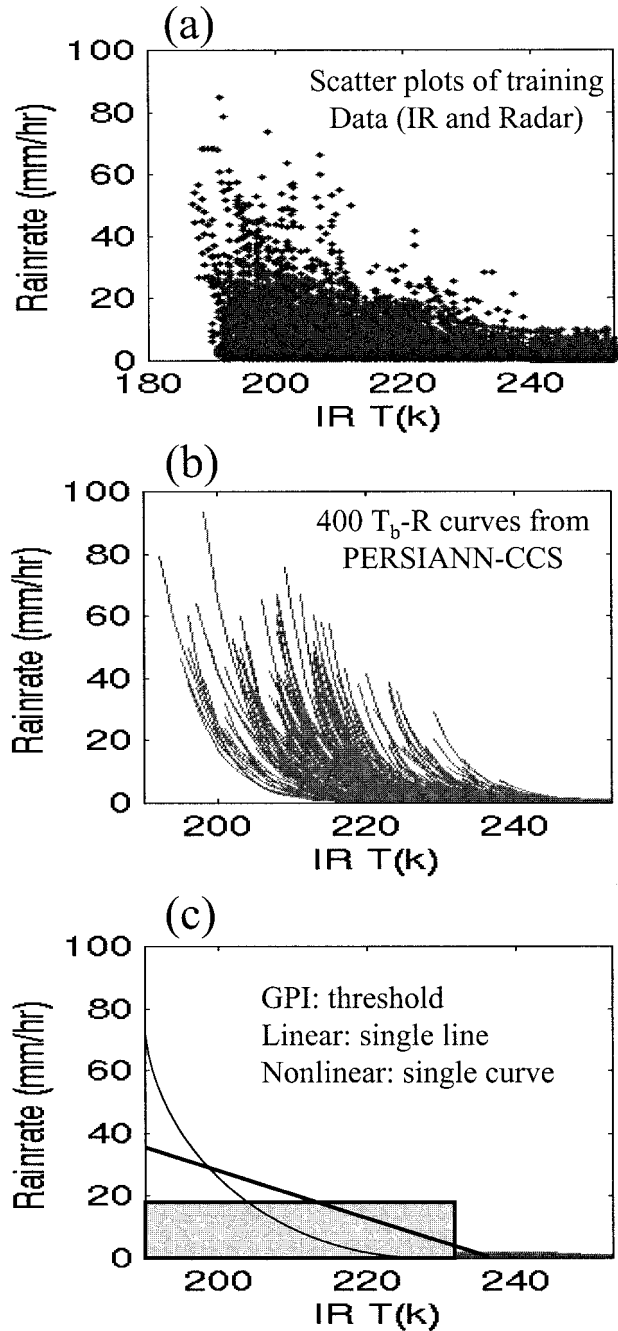 (a)
Scatter plots of training
Data (IR and Radar)
Rainrate (mm/hr)
100
80
60
40
20
0
180
200
220
240
IR T(k)
(b)
400 Tb-R curves from
PERSIANN-CCS
Rainrate (mm/hr)
100
80
60
40
20
0
200
220
240
IR T(k)
(c)
GPI: threshold
Linear: single line
Nonlinear: single curve
Rainrate (mm/hr)
100
80
60
40
20
0
200
220
240
IR T(k)